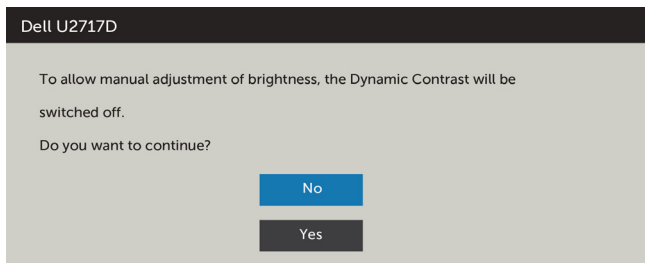 Dell U2717D
To allow manual adjustment of brightness, the Dynamic Contrast will be
switched off.
Do you want to continue?
No
Yes